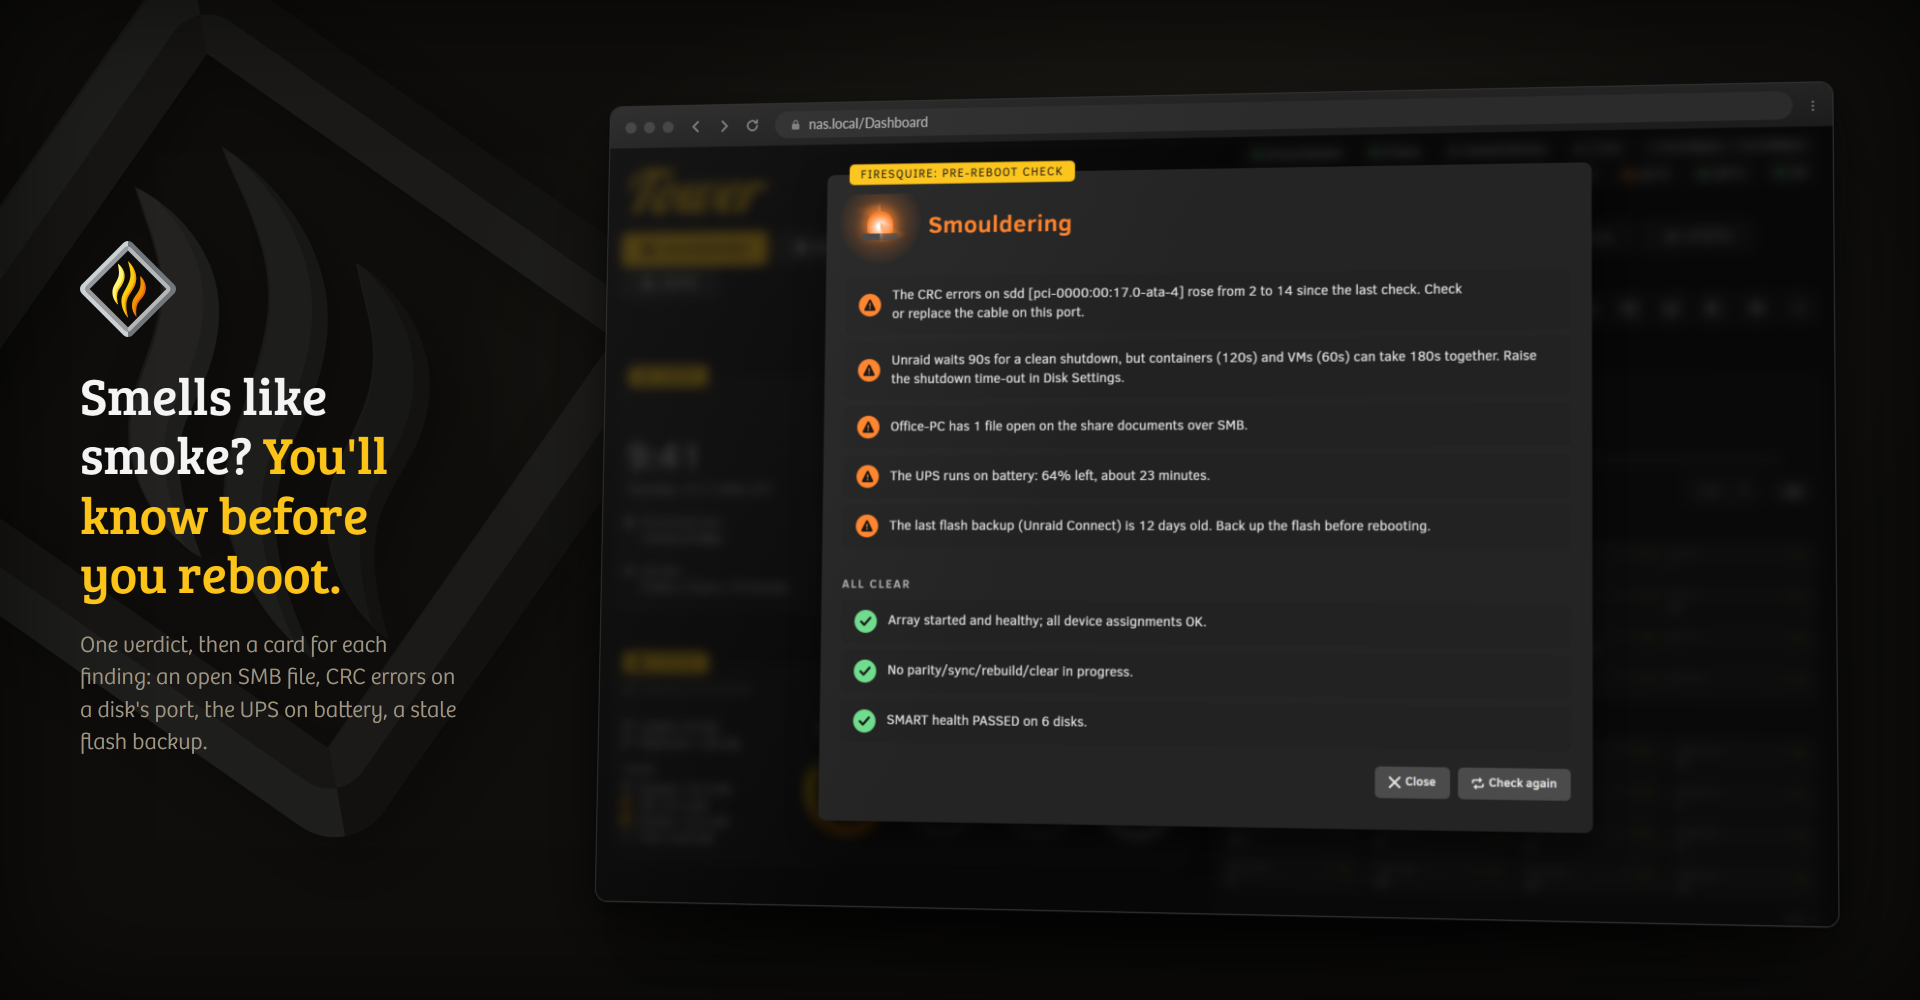 Smells like
smoke? You'll
know before
you reboot.
One verdict, then a card for each
finding: an open SMB file, CRC errors on
a disk's port, the UPS on battery, a stale
flash backup.
nas.local/Dashboard
Tower
9:41
FIRESQUIRE: PRE-REBOOT CHECK
Smouldering
The CRC errors on sdd [pci-0000:00:17.0-ata-4] rose from 2 to 14 since the last check. Check
or replace the cable on this port.
Unraid waits 90s for a clean shutdown, but containers (120s) and VMs (60s) can take 180s together. Raise
the shutdown time-out in Disk Settings.
Office-PC has 1 file open on the share documents over SMB.
The UPS runs on battery: 64% left, about 23 minutes.
The last flash backup (Unraid Connect) is 12 days old. Back up the flash before rebooting.
ALL CLEAR
Array started and healthy; all device assignments OK.
No parity/sync/rebuild/clear in progress.
SMART health PASSED on 6 disks.
Close
Check again